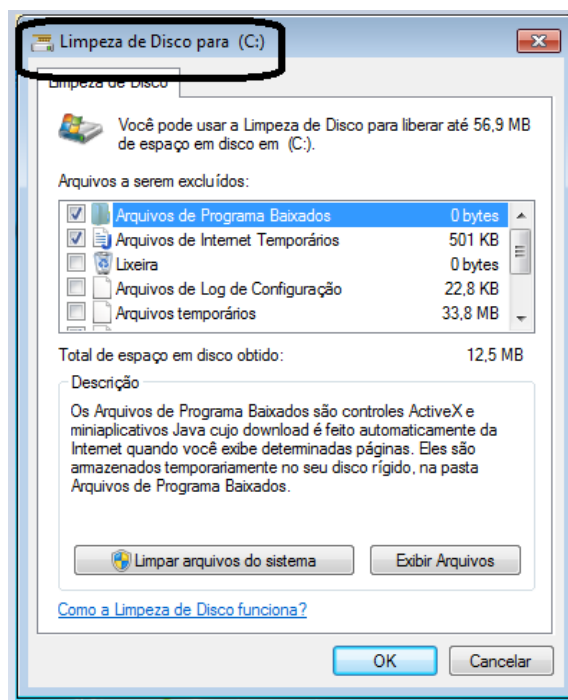 Limpeza de Disco para (C:)
Limpeza de Disco
Você pode usar a Limpeza de Disco para liberar até 56,9 MB
de espaço em disco em (C:).
Arquivos a serem excluídos:
Arquivos de Programa Baixados 0 bytes
Arquivos de Internet Temporários 501 KB
Lixeira 0 bytes
Arquivos de Log de Configuração 22,8 KB
Arquivos temporários 33,8 MB
Total de espaço em disco obtido: 12,5 MB
Descrição
Os Arquivos de Programa Baixados são controles ActiveX e
miniaplicativos Java cujo download é feito automaticamente da
Internet quando você exibe determinadas páginas. Eles são
armazenados temporariamente no seu disco rígido, na pasta
Arquivos de Programa Baixados.
Limpar arquivos do sistema Exibir Arquivos
Como a Limpeza de Disco funciona?
OK Cancelar